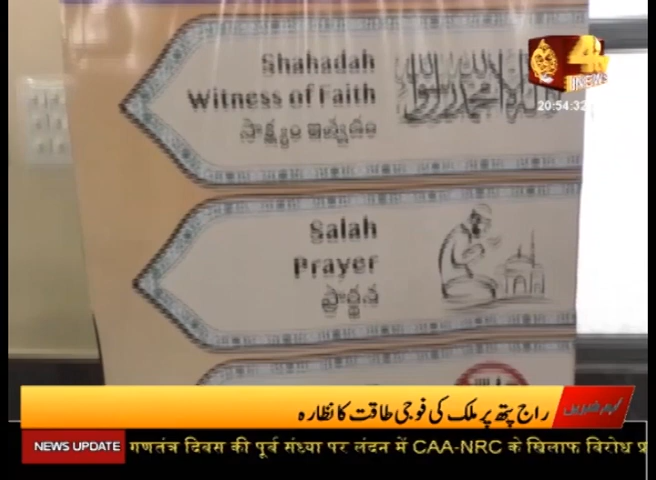 4
NEWS
20:54:32
Shahadah
Witness of Faith
సాక్ష్యం ఇవ్వడం
Salah
Prayer
ప్రార్థన
راج پتھ پر ملک کی فوجی طاقت کا نظارہ
NEWS UPDATE गणतंत्र दिवस की पूर्व संध्या पर लंदन में CAA-NRC के खिलाफ विरोध प्र